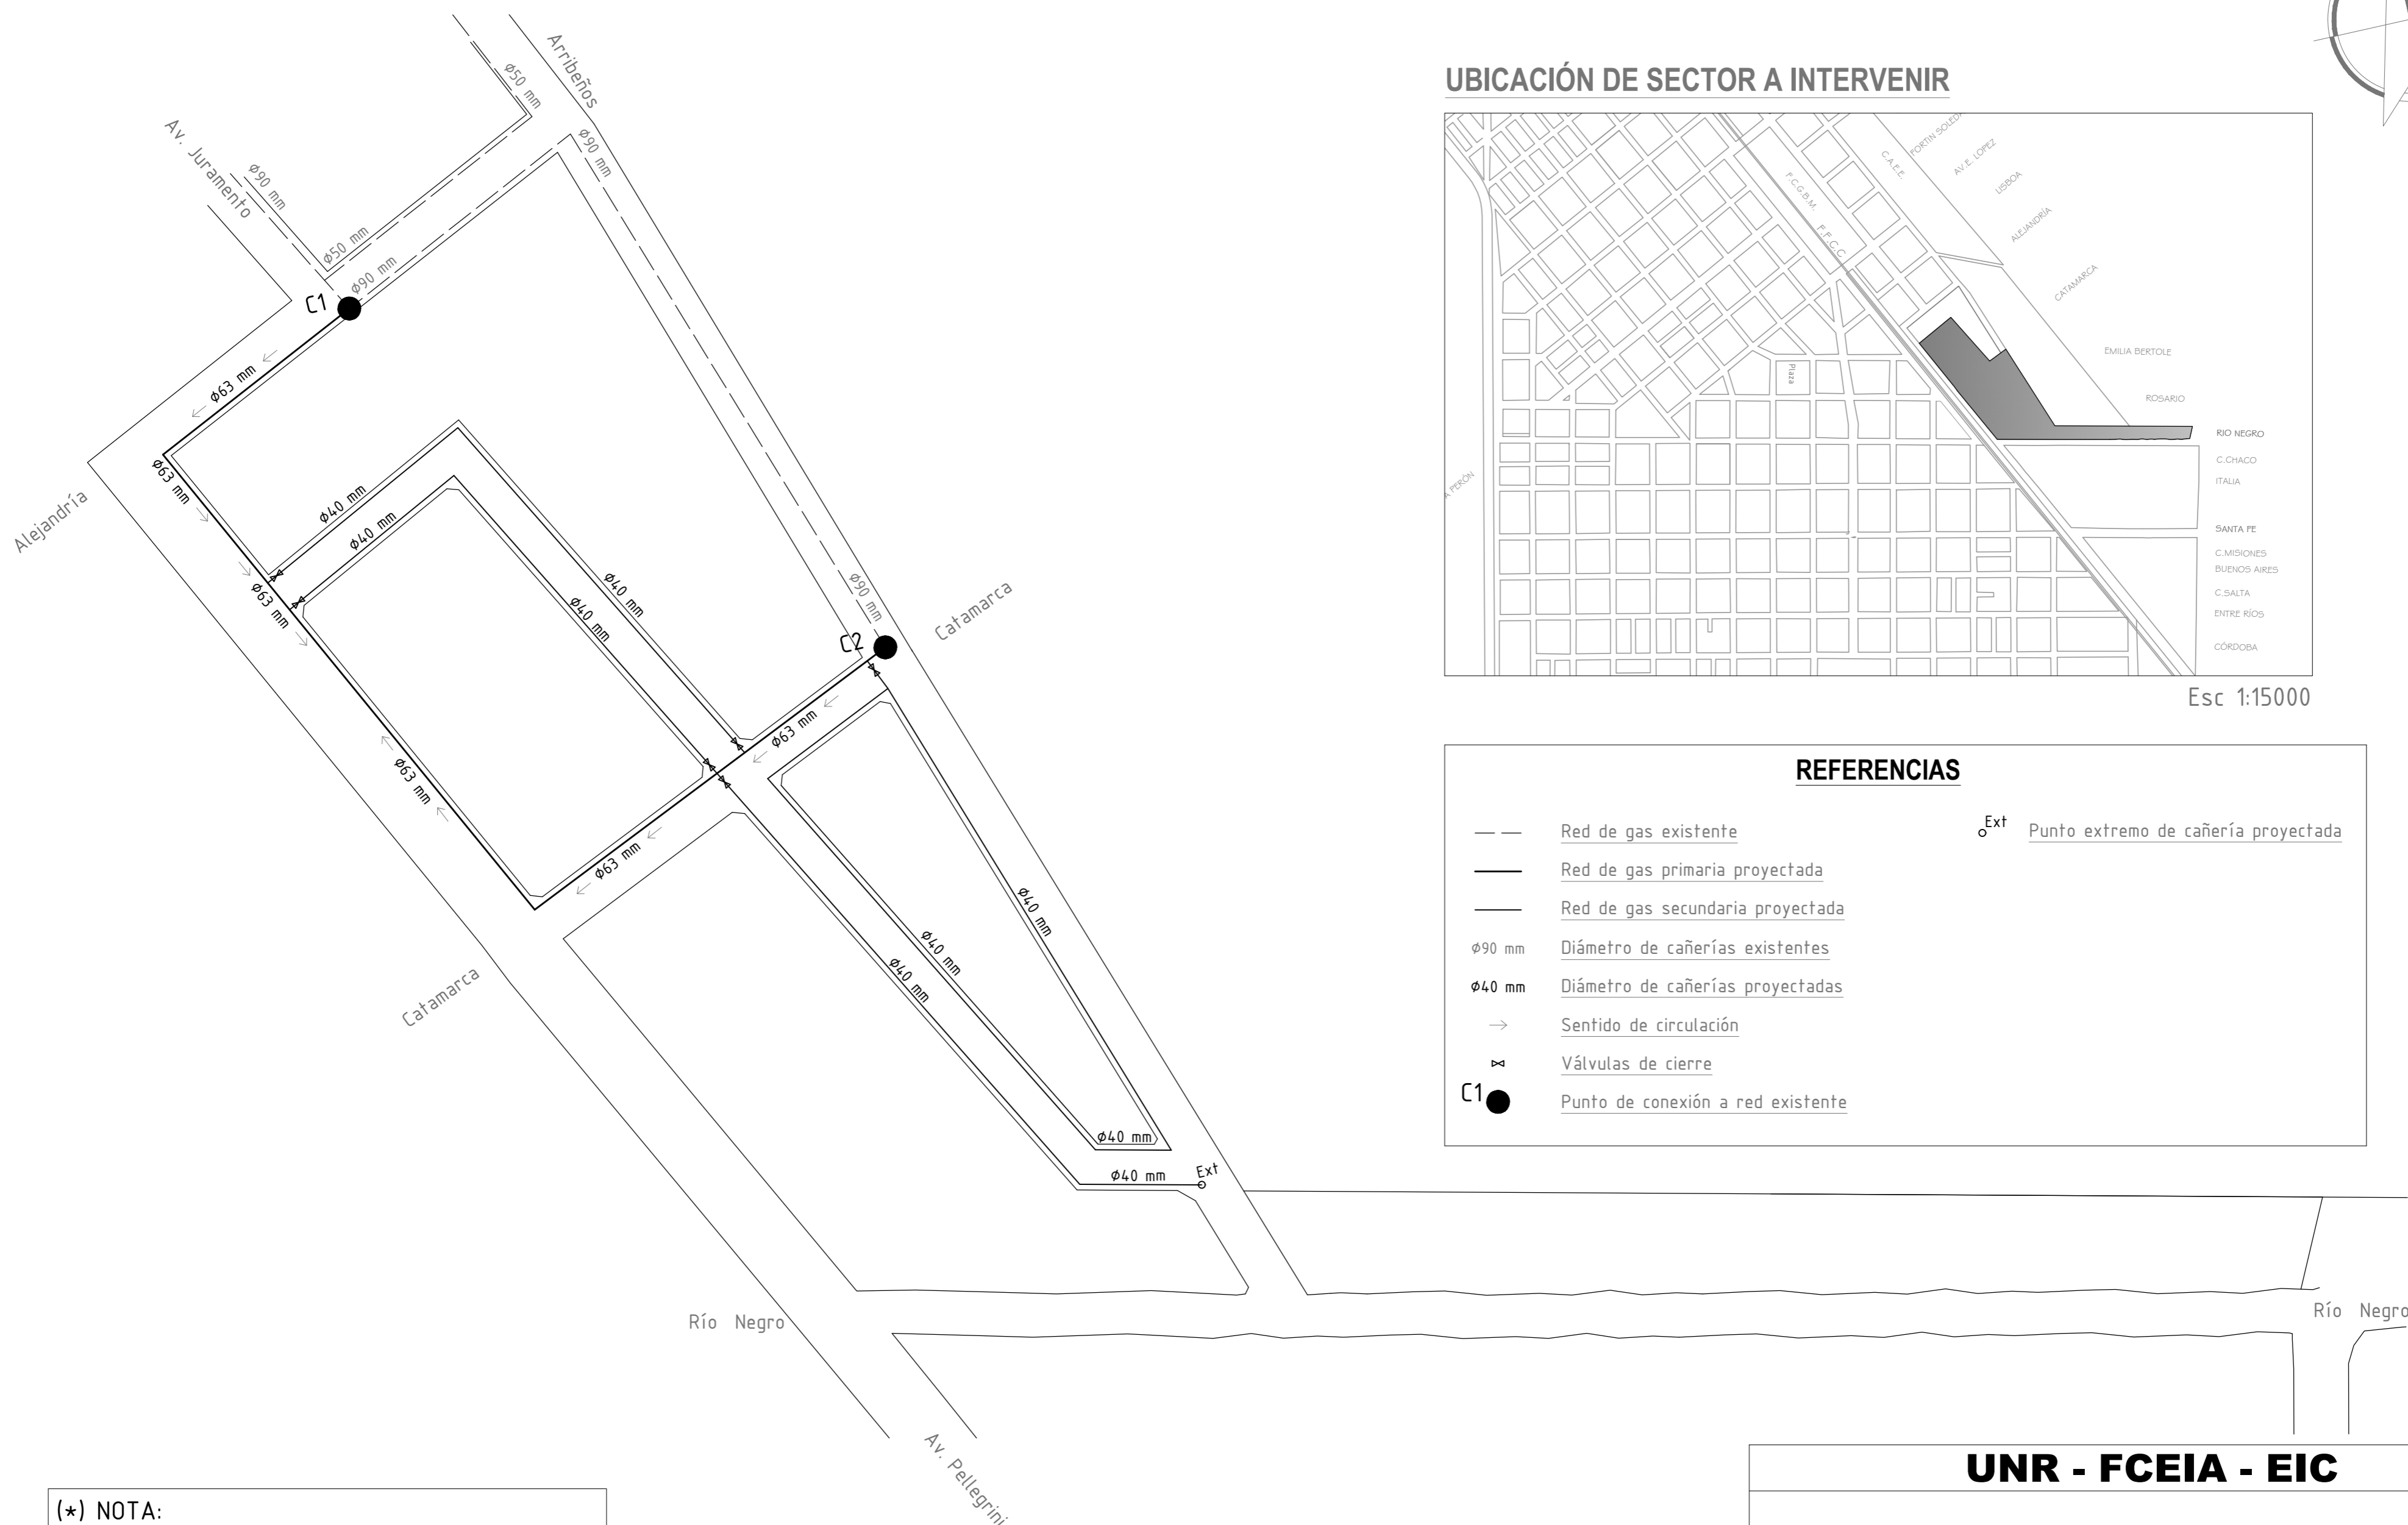 Arribeños
Ø50 mm
Ø90 mm
Av. Juramento
Ø90 mm
Ø50 mm
Ø90 mm
C1
Ø63 mm
Ø63 mm
Alejandría
Ø40 mm
Ø40 mm
Ø63 mm
Ø40 mm
Ø40 mm
Ø90 mm
Catamarca
C2
Ø63 mm
Ø63 mm
Ø63 mm
Ø40 mm
Ø40 mm
Ø40 mm
Catamarca
Ø40 mm
Ø40 mm
Ext
Río Negro
Río Negro
Av. Pellegrini
(*) NOTA:
UBICACIÓN DE SECTOR A INTERVENIR
C.A.E.E.
AV.E. LOPEZ
LISBOA
ALEJANDRÍA
CATAMARCA
F.C.G.B.M.
F.F.C.C
EMILIA BERTOLE
Plaza
ROSARIO
RIO NEGRO
C.CHACO
ITALIA
A PERÓN
SANTA FE
C.MISIONES
BUENOS AIRES
C.SALTA
ENTRE RÍOS
CÓRDOBA
Esc 1:15000
REFERENCIAS
Red de gas existente
Ext Punto extremo de cañería proyectada
Red de gas primaria proyectada
Red de gas secundaria proyectada
Ø90 mm Diámetro de cañerías existentes
Ø40 mm Diámetro de cañerías proyectadas
Sentido de circulación
Válvulas de cierre
C1 Punto de conexión a red existente
UNR - FCEIA - EIC